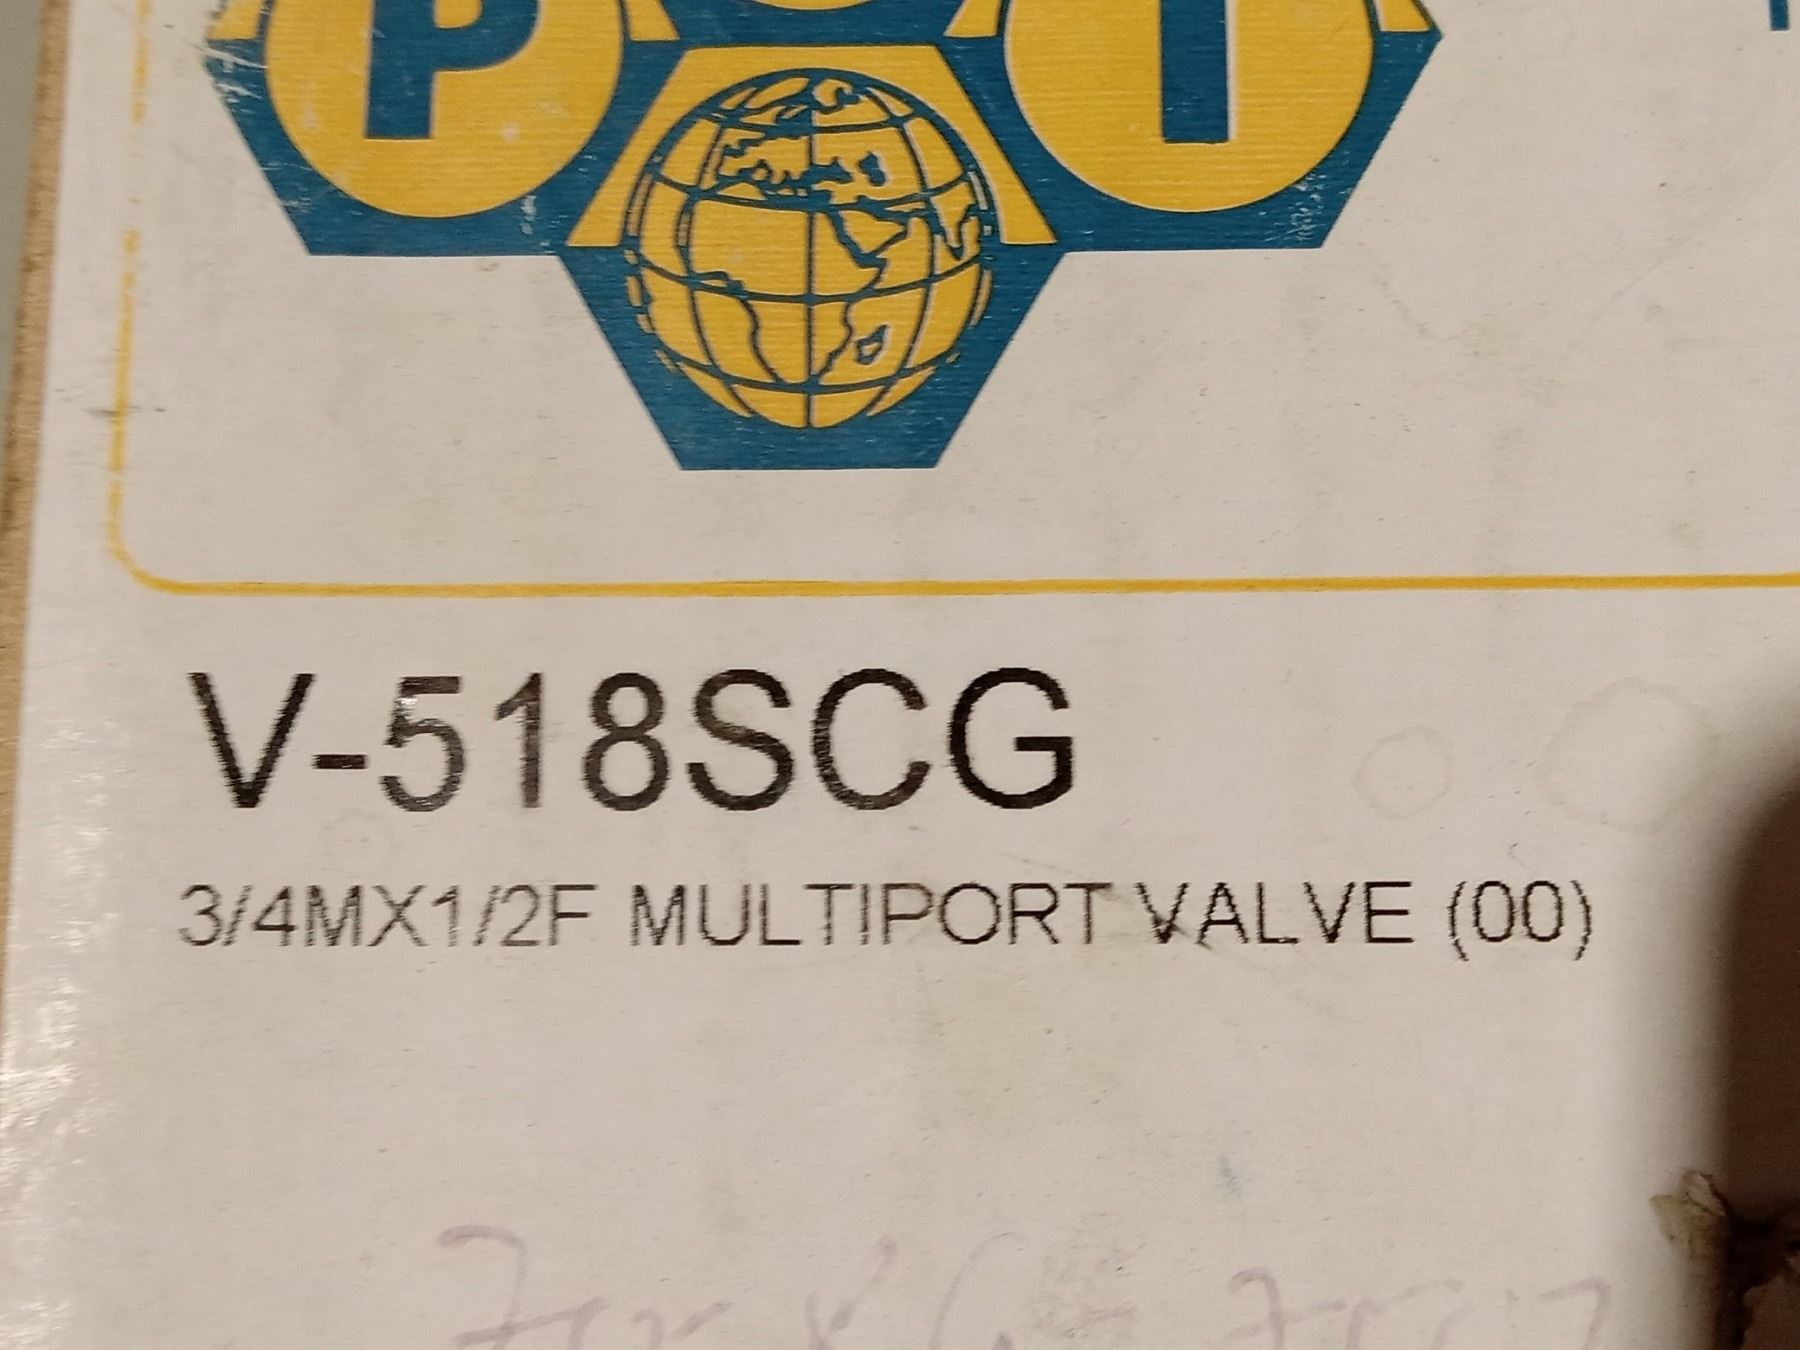 P I
V-518SCG
3/4MX1/2F MULTIPORT VALVE (00)